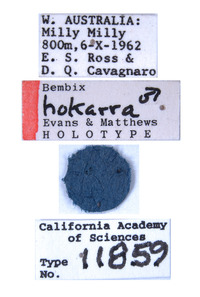 W. AUSTRALIA:
Milly Milly
800m,6-X-1962
E. S. Ross &
D. Q. Cavagnaro
Bembix ♂
hokarra
Evans & Matthews
HOLOTYPE
California Academy
of Sciences
Type
No. 11859